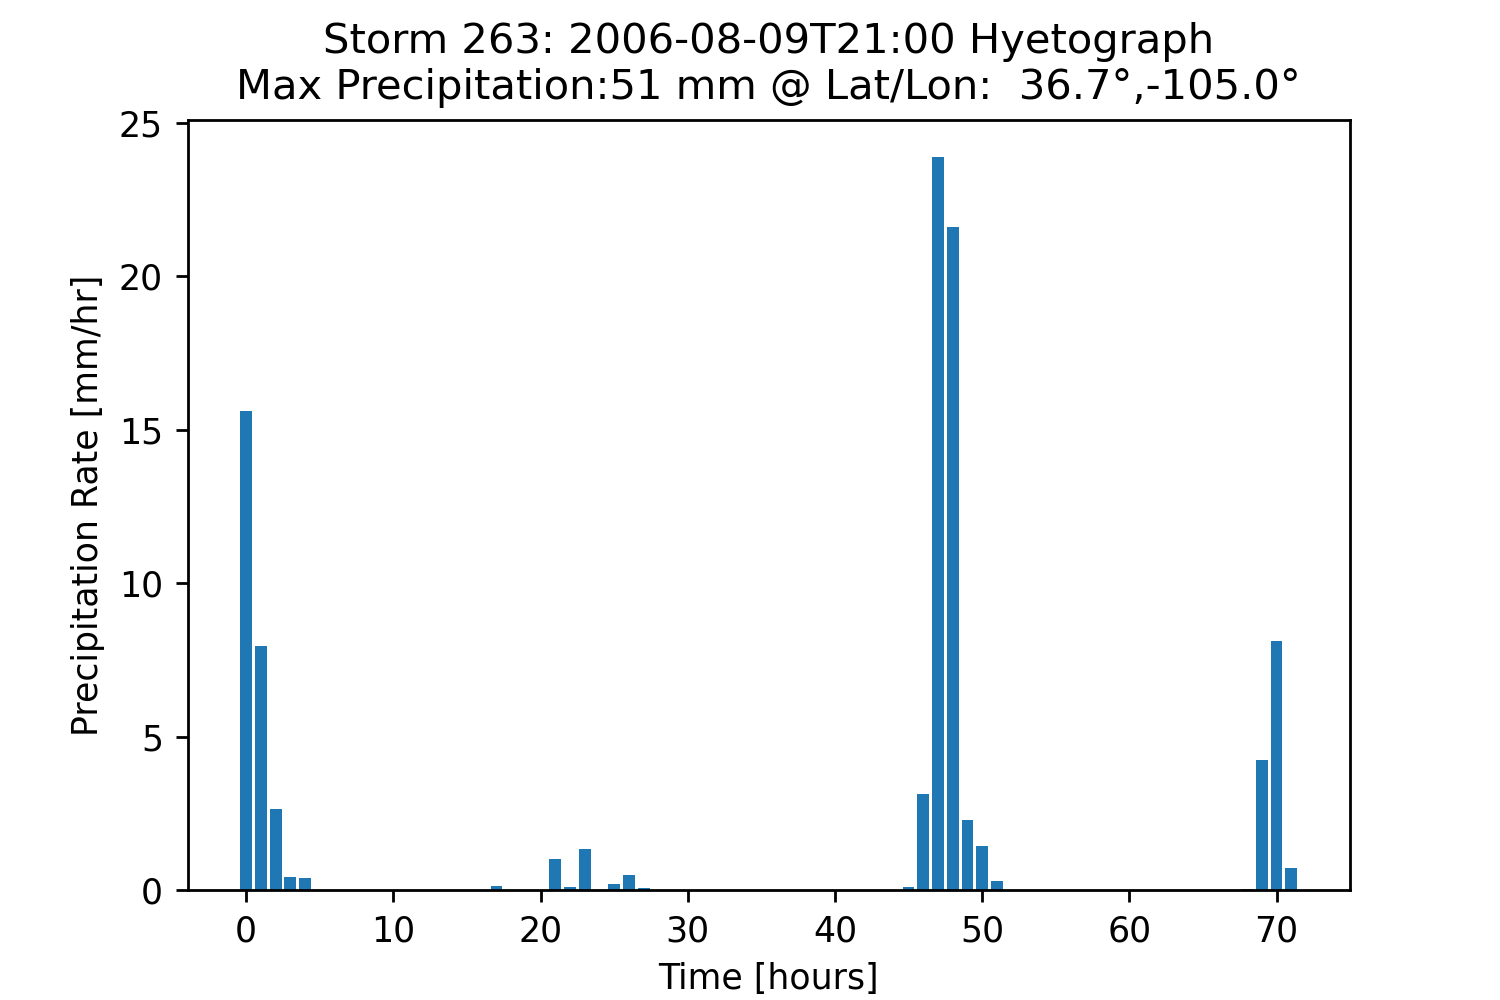 Storm 263: 2006-08-09T21:00 Hyetograph
Max Precipitation:51 mm @ Lat/Lon:  36.7°,-105.0°
25
20
15
10
5
0
Precipitation Rate [mm/hr]
0 10 20 30 40 50 60 70
Time [hours]